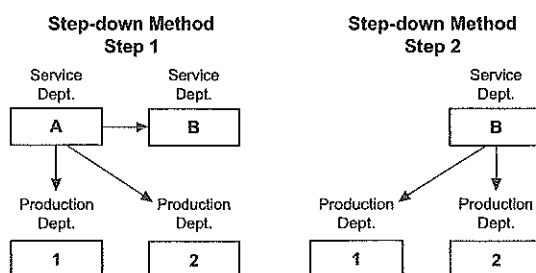 Step-down Method
Step 1
Service
Dept.
Service
Dept.
A
B
Production
Dept.
Production
Dept.
1
2
Step-down Method
Step 2
Service
Dept.
B
Production
Dept.
Production
Dept.
1
2